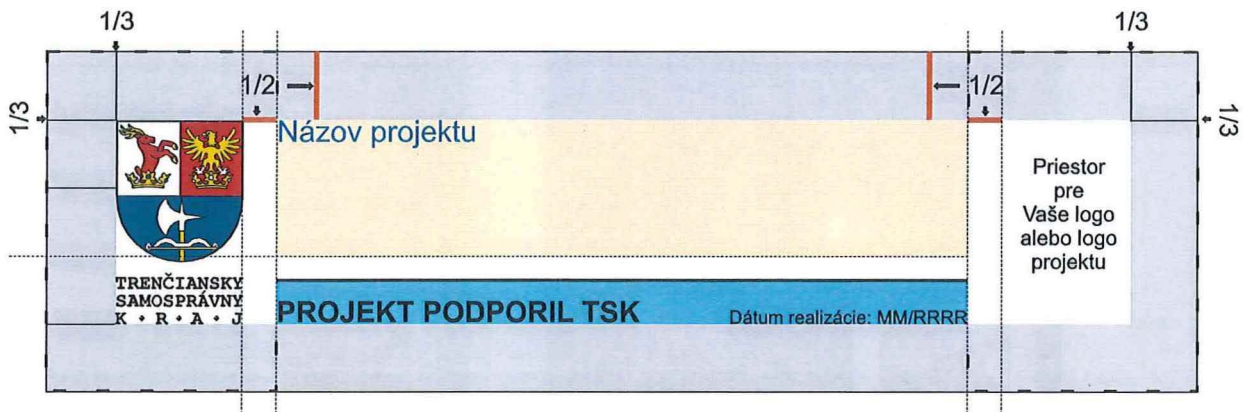 1/3
1/3
1/2
1/2
1/3
1/3
Názov projektu
Priestor
pre
Vaše logo
alebo logo
projektu
TRENČIANSKY
SAMOSPRÁVNY
K • R • A • J
PROJEKT PODPORIL TSK
Dátum realizácie: MM/RRRR